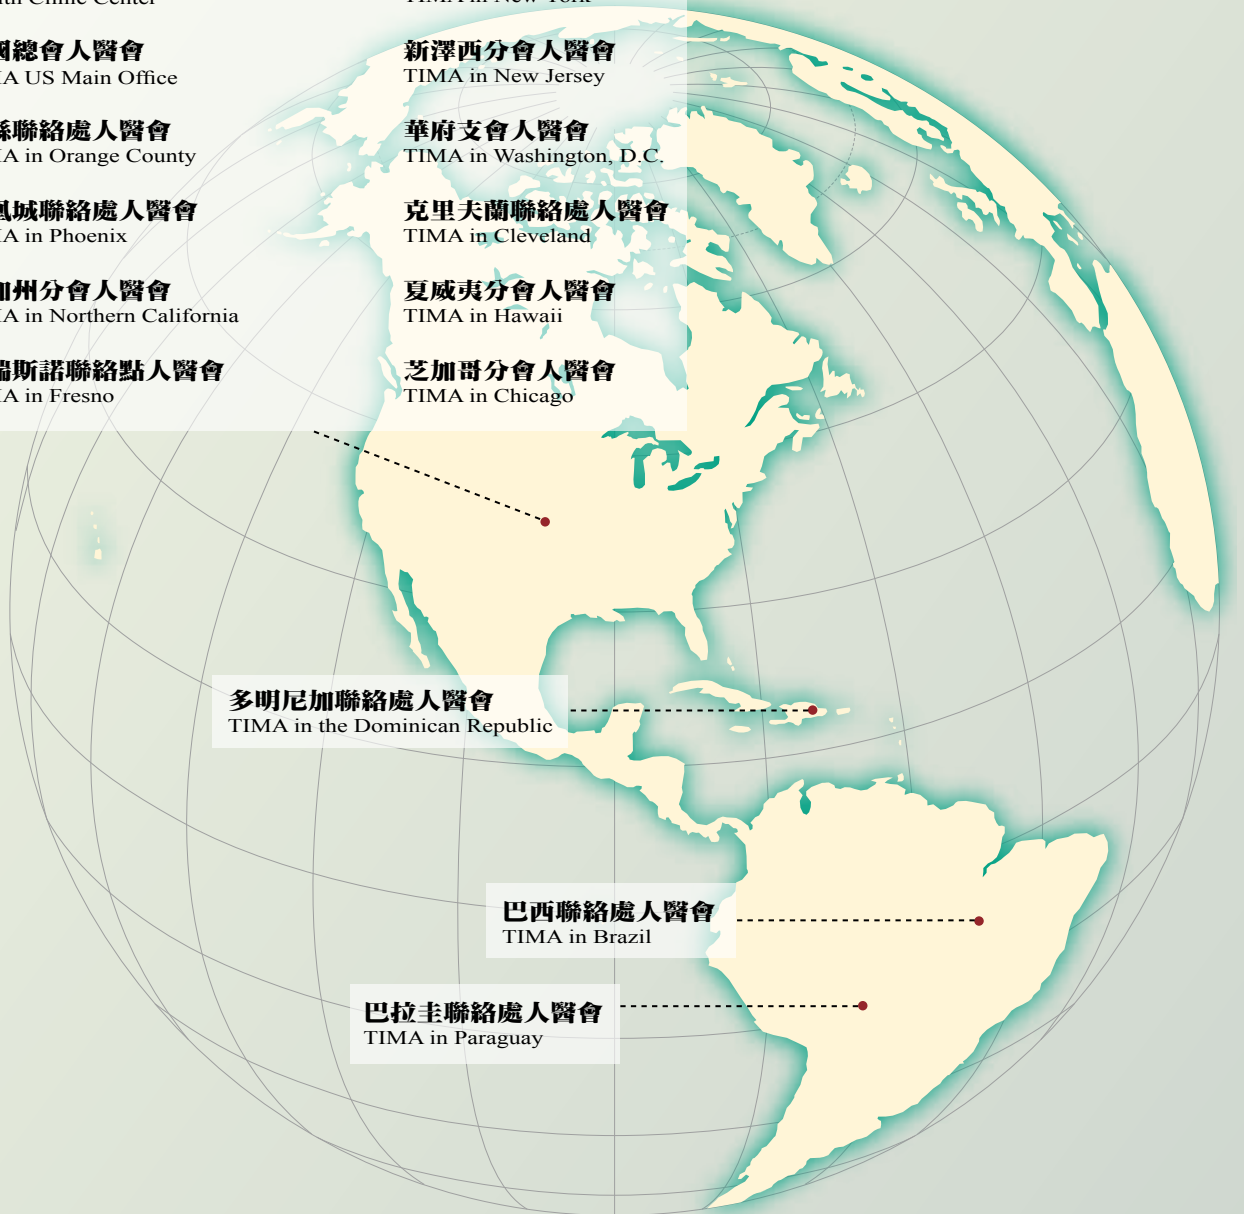 Clinic Center
TIMA in New York
總會人醫會
US Main Office
聯絡處人醫會
in Orange County
城聯絡處人醫會
in Phoenix
州分會人醫會
in Northern California
斯諾聯絡點人醫會
in Fresno
新澤西分會人醫會
TIMA in New Jersey
華府支會人醫會
TIMA in Washington, D.C.
克里夫蘭聯絡處人醫會
TIMA in Cleveland
夏威夷分會人醫會
TIMA in Hawaii
芝加哥分會人醫會
TIMA in Chicago
多明尼加聯絡處人醫會
TIMA in the Dominican Republic
巴西聯絡處人醫會
TIMA in Brazil
巴拉圭聯絡處人醫會
TIMA in Paraguay